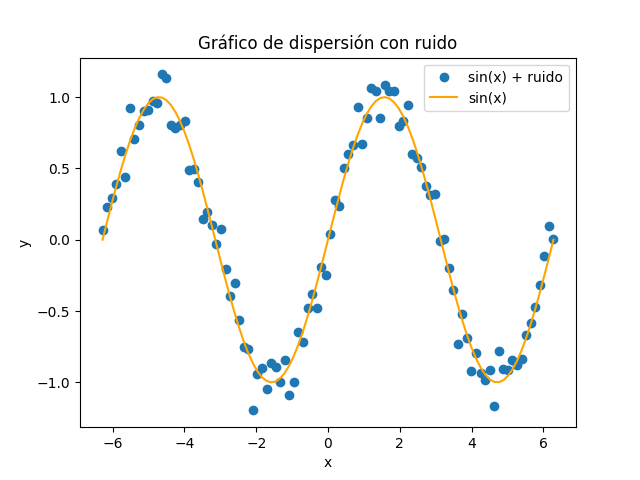 Gráfico de dispersión con ruido
sin(x) + ruido
sin(x)
1.0
0.5
0.0
−0.5
−1.0
y
−6
−4
−2
0
2
4
6
x